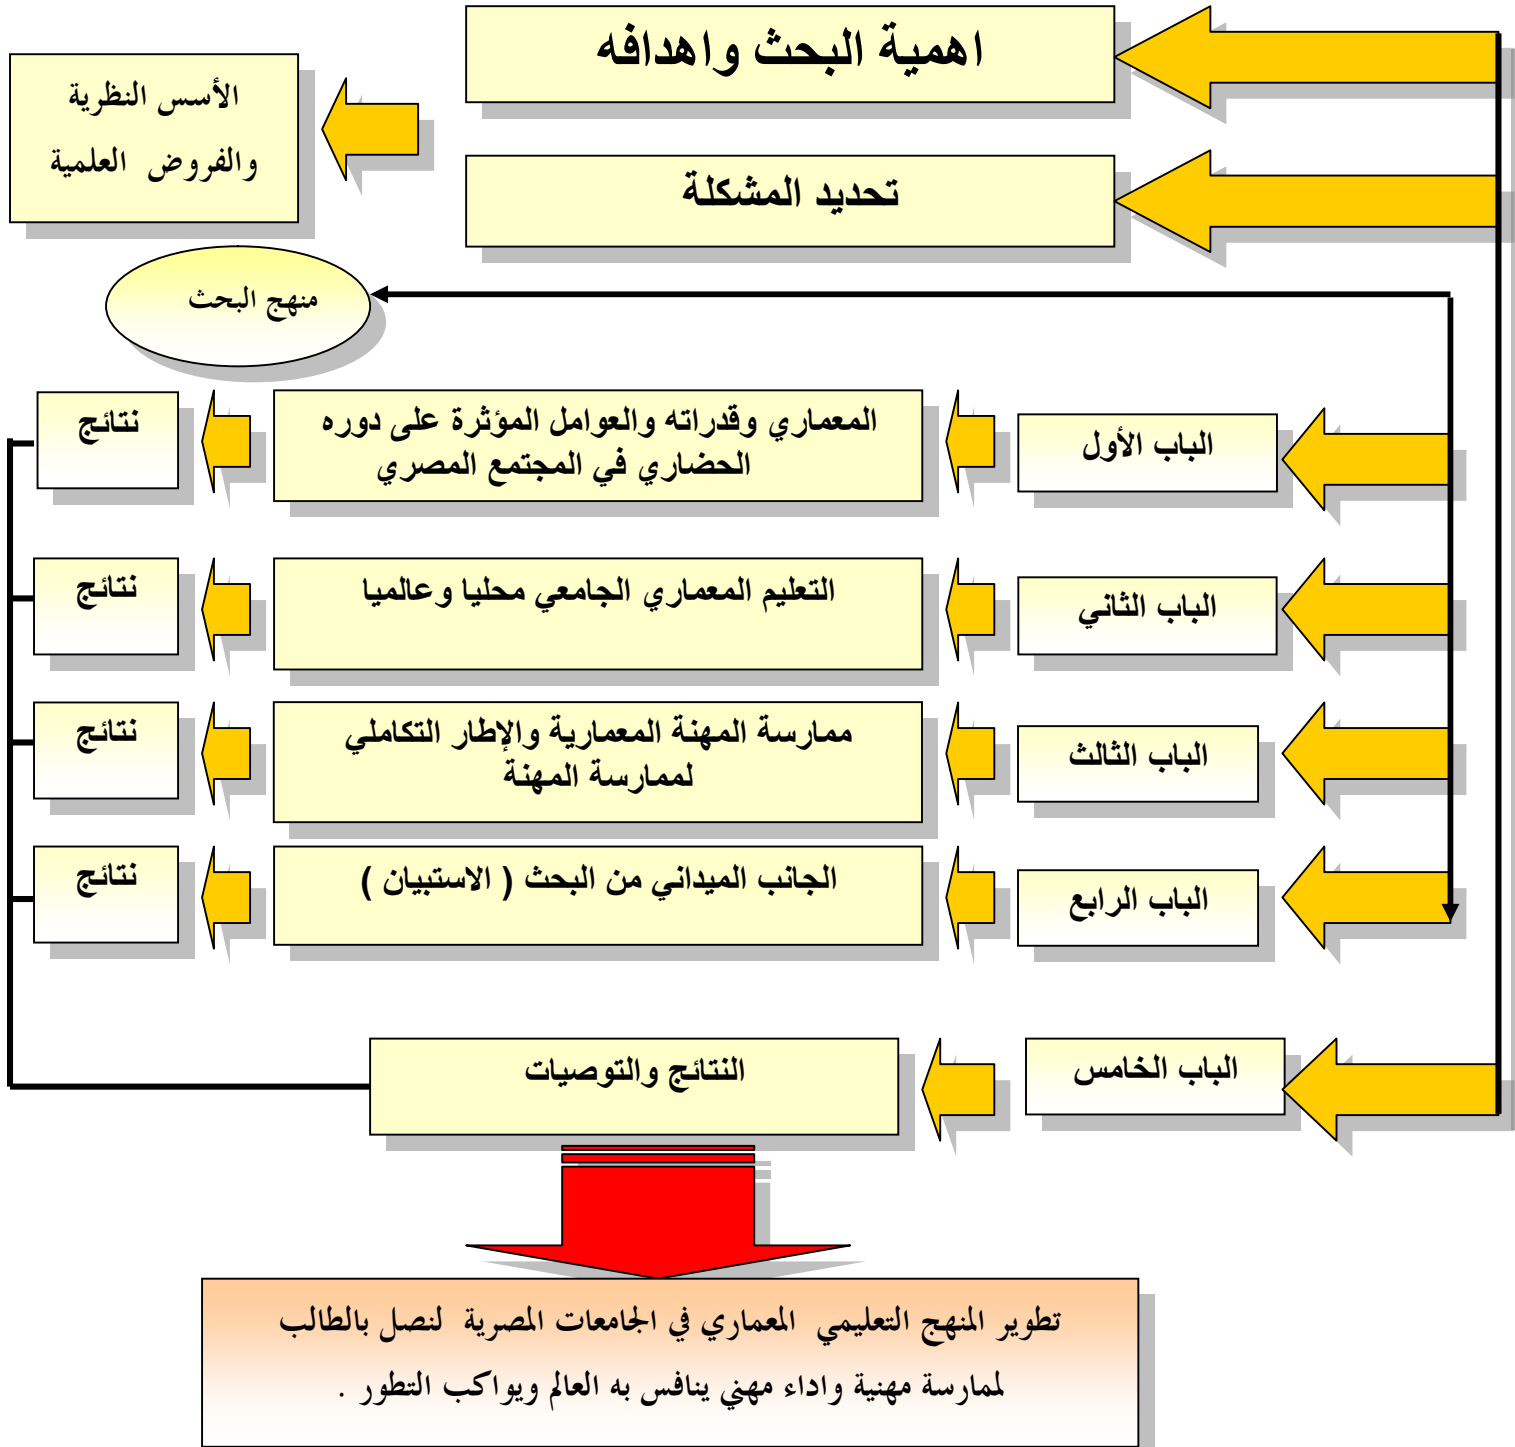 اهمية البحث واهدافه
الأسس النظرية
والفروض العلمية
تحديد المشكلة
منهج البحث
الباب الأول
المعماري وقدراته والعوامل المؤثرة على دوره
الحضاري في المجتمع المصري
نتائج
الباب الثاني
التعليم المعماري الجامعي محليا وعالميا
نتائج
الباب الثالث
ممارسة المهنة المعمارية والإطار التكاملي
لممارسة المهنة
نتائج
الباب الرابع
الجانب الميداني من البحث ( الاستبيان )
نتائج
الباب الخامس
النتائج والتوصيات
تطوير المنهج التعليمي المعماري في الجامعات المصرية لنصل بالطالب
لممارسة مهنية واداء مهني ينافس به العالم ويواكب التطور .